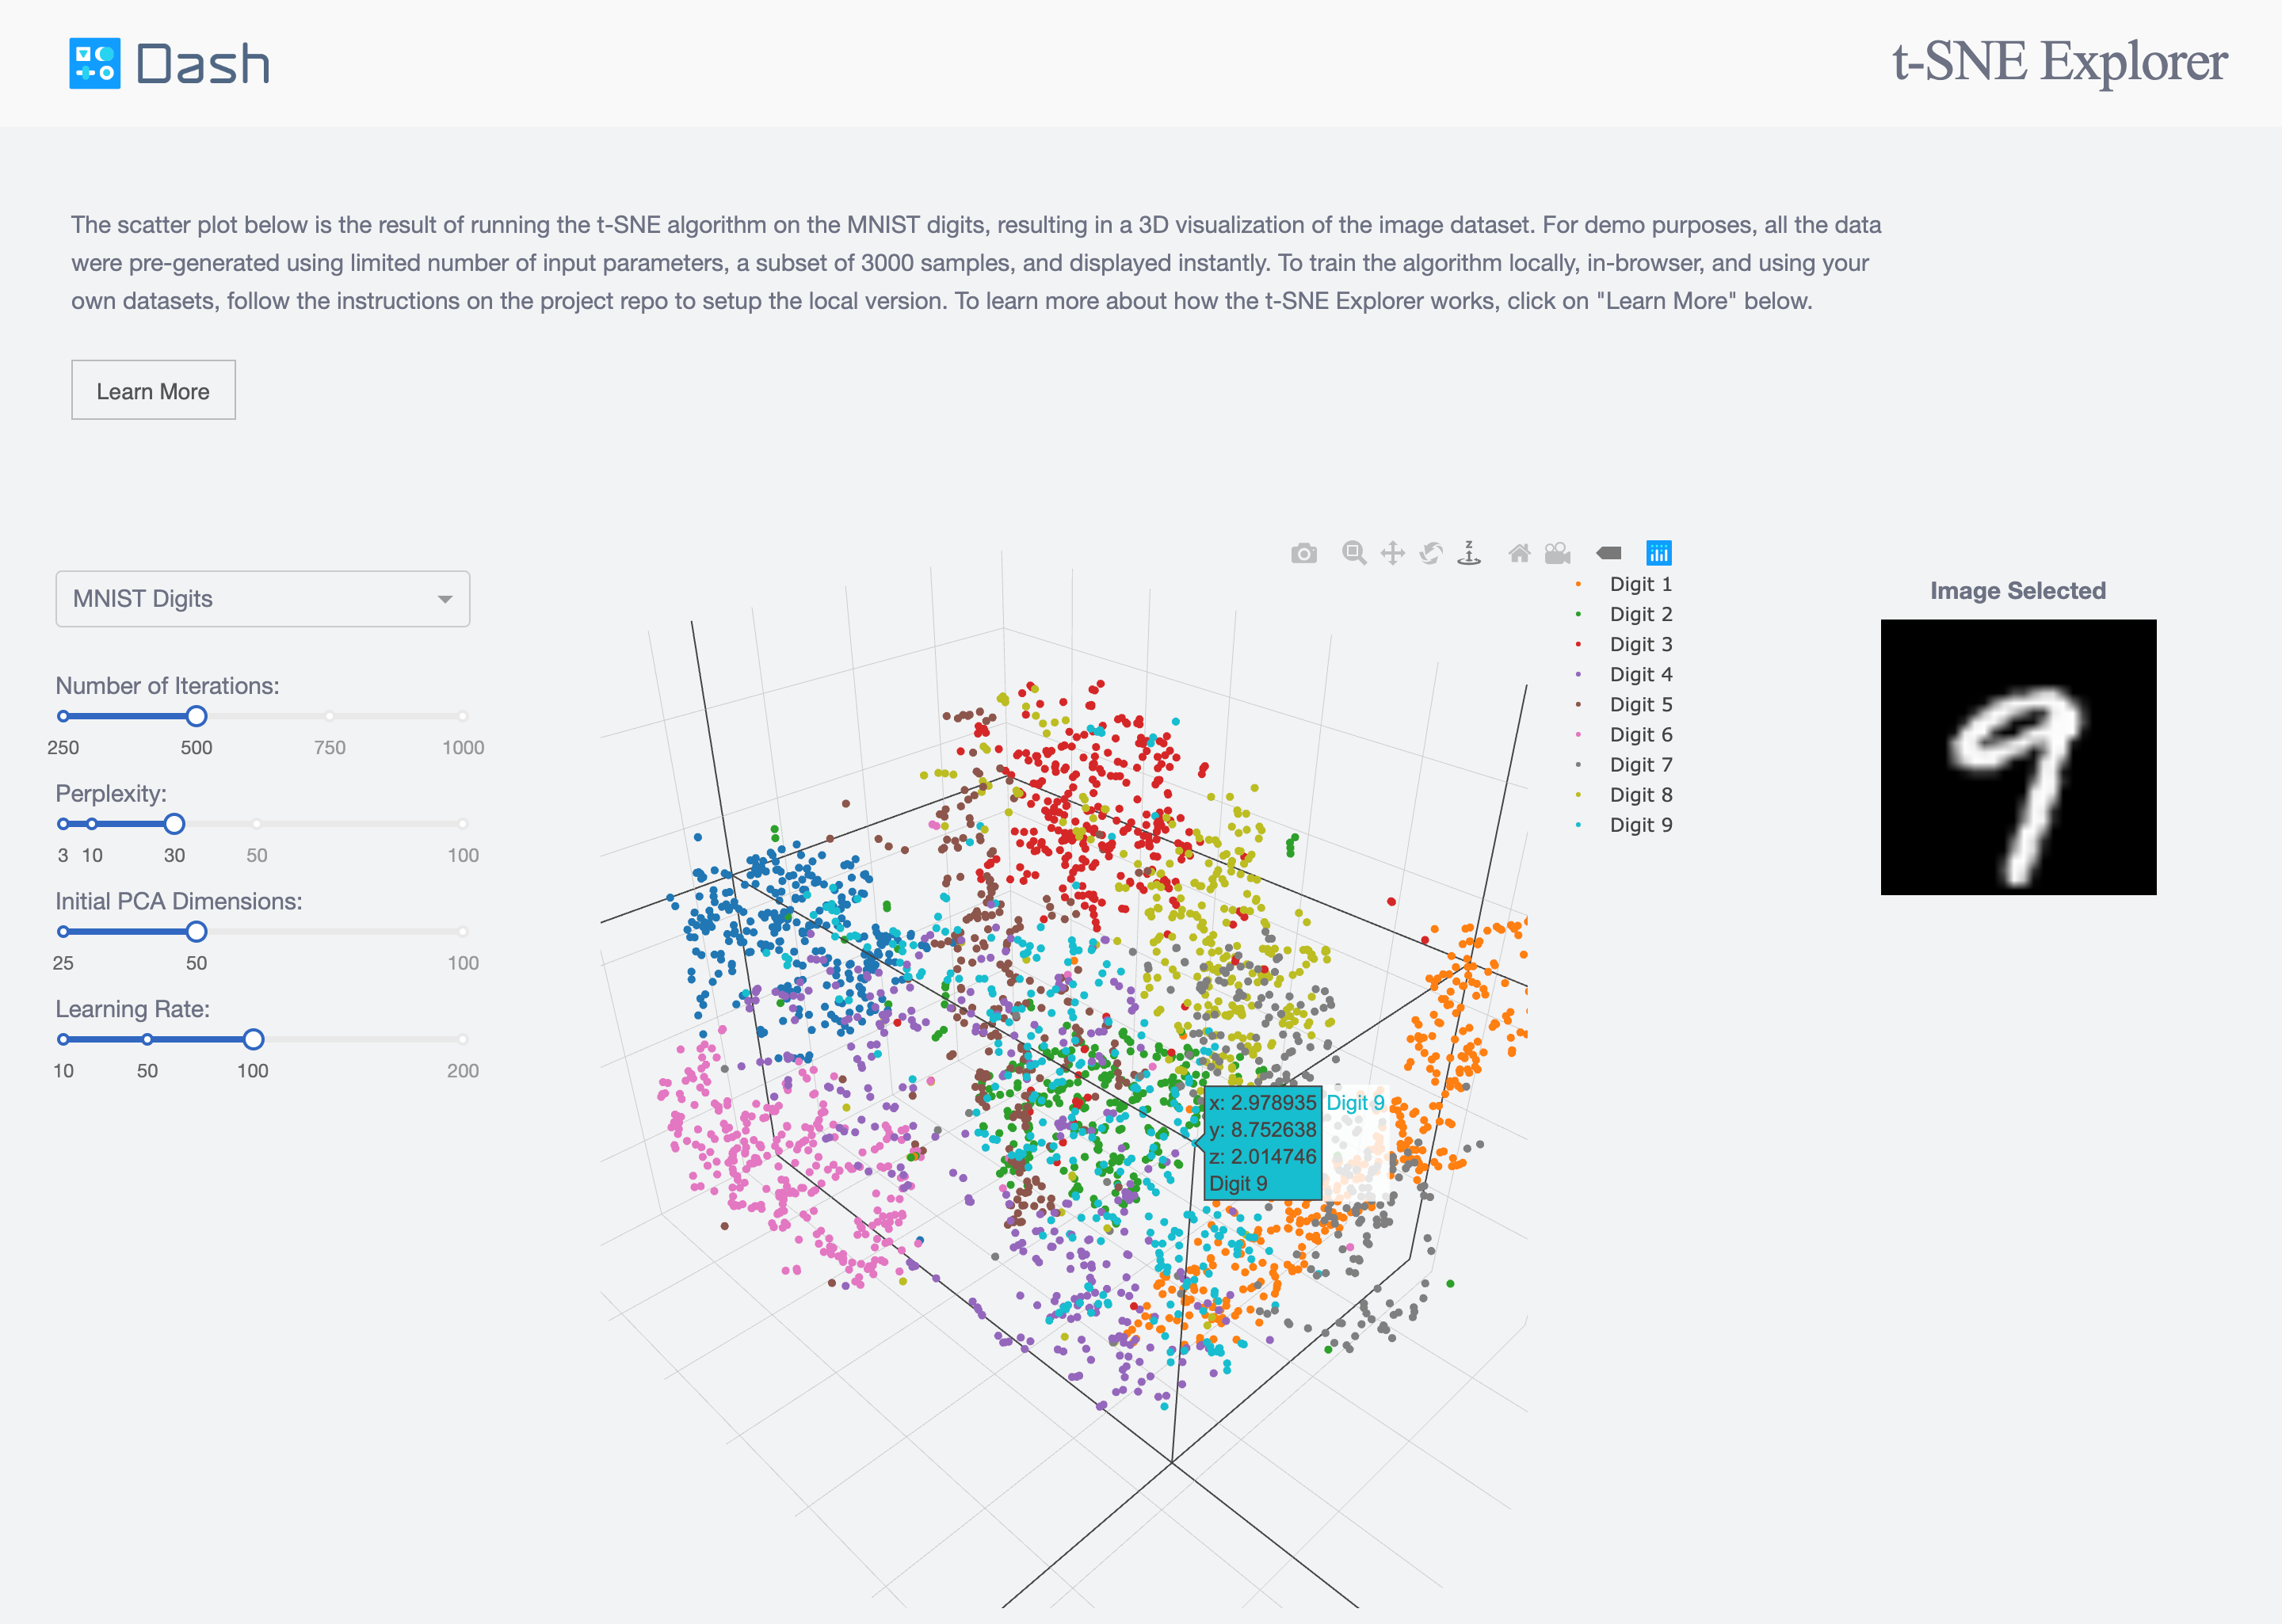 Dash
t-SNE Explorer
The scatter plot below is the result of running the t-SNE algorithm on the MNIST digits, resulting in a 3D visualization of the image dataset. For demo purposes, all the data
were pre-generated using limited number of input parameters, a subset of 3000 samples, and displayed instantly. To train the algorithm locally, in-browser, and using your
own datasets, follow the instructions on the project repo to setup the local version. To learn more about how the t-SNE Explorer works, click on "Learn More" below.
Learn More
MNIST Digits
Number of Iterations:
250 500 750 1000
Perplexity:
3 10 30 50 100
Initial PCA Dimensions:
25 50 100
Learning Rate:
10 50 100 200
z
Digit 1
Digit 2
Digit 3
Digit 4
Digit 5
Digit 6
Digit 7
Digit 8
Digit 9
x: 2.978935 Digit 9
y: 8.752638
z: 2.014746
Digit 9
Image Selected
9